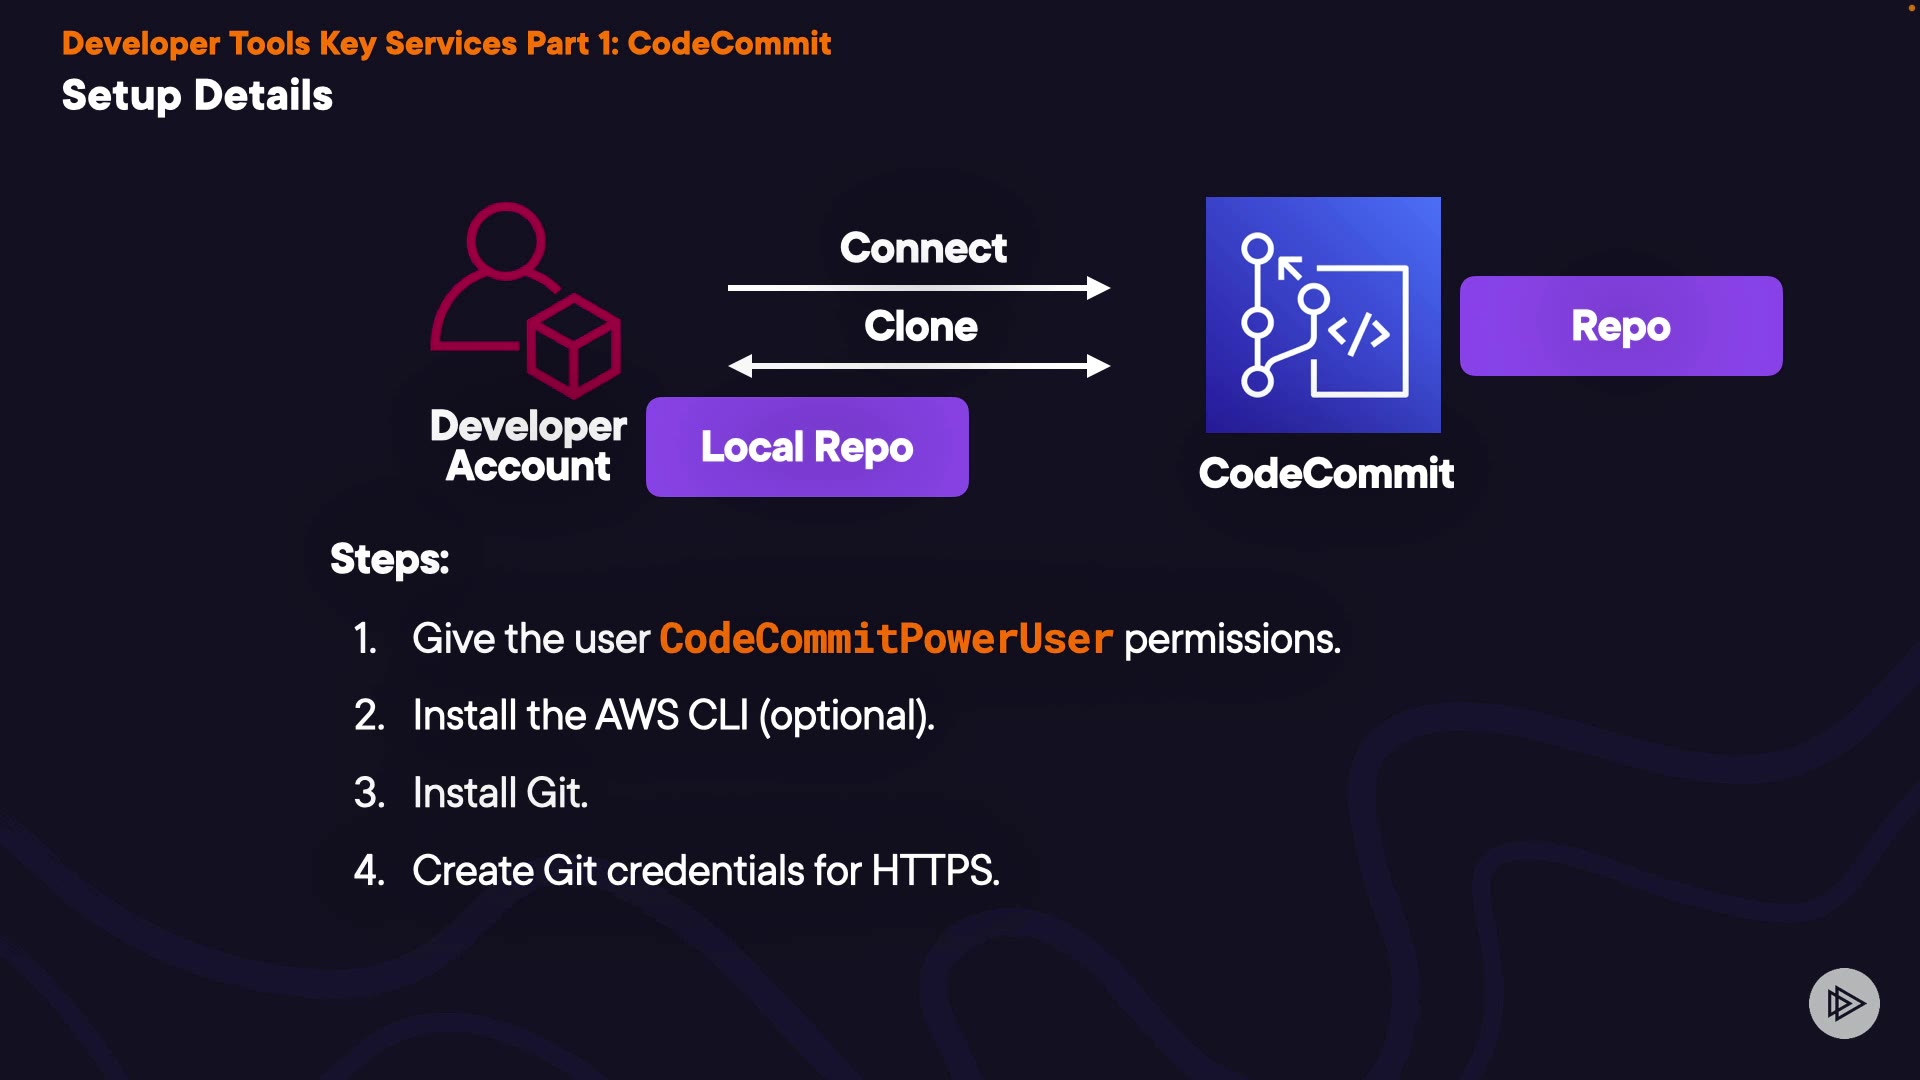 Developer Tools Key Services Part 1: CodeCommit
Setup Details
Connect
Clone
</>
Repo
Developer
Account
Local Repo
CodeCommit
Steps:
1. Give the user CodeCommitPowerUser permissions.
2. Install the AWS CLI (optional).
3. Install Git.
4. Create Git credentials for HTTPS.